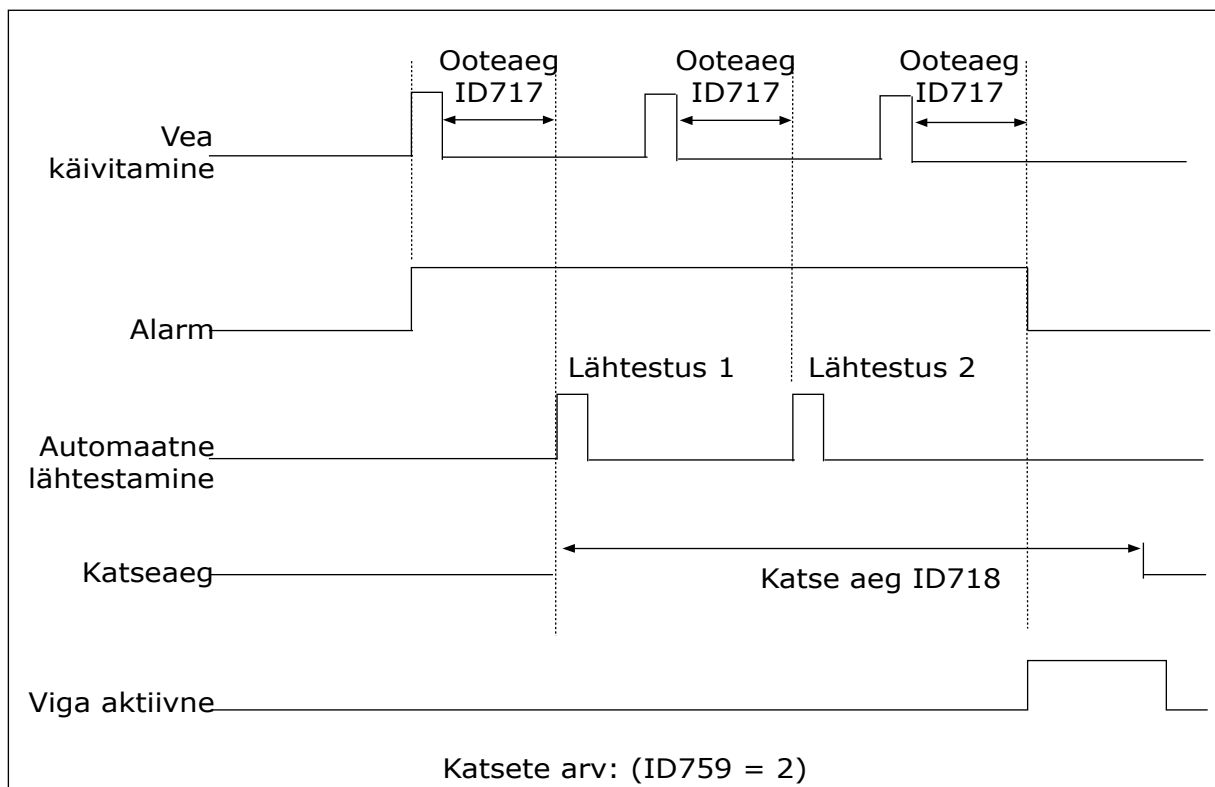 Ooteaeg
ID717
Ooteaeg
ID717
Ooteaeg
ID717
Vea
käivitamine
Alarm
Lähtestus 1
Lähtestus 2
Automaatne
lähtestamine
Katseaeg
Katse aeg ID718
Viga aktiivne
Katsete arv: (ID759 = 2)